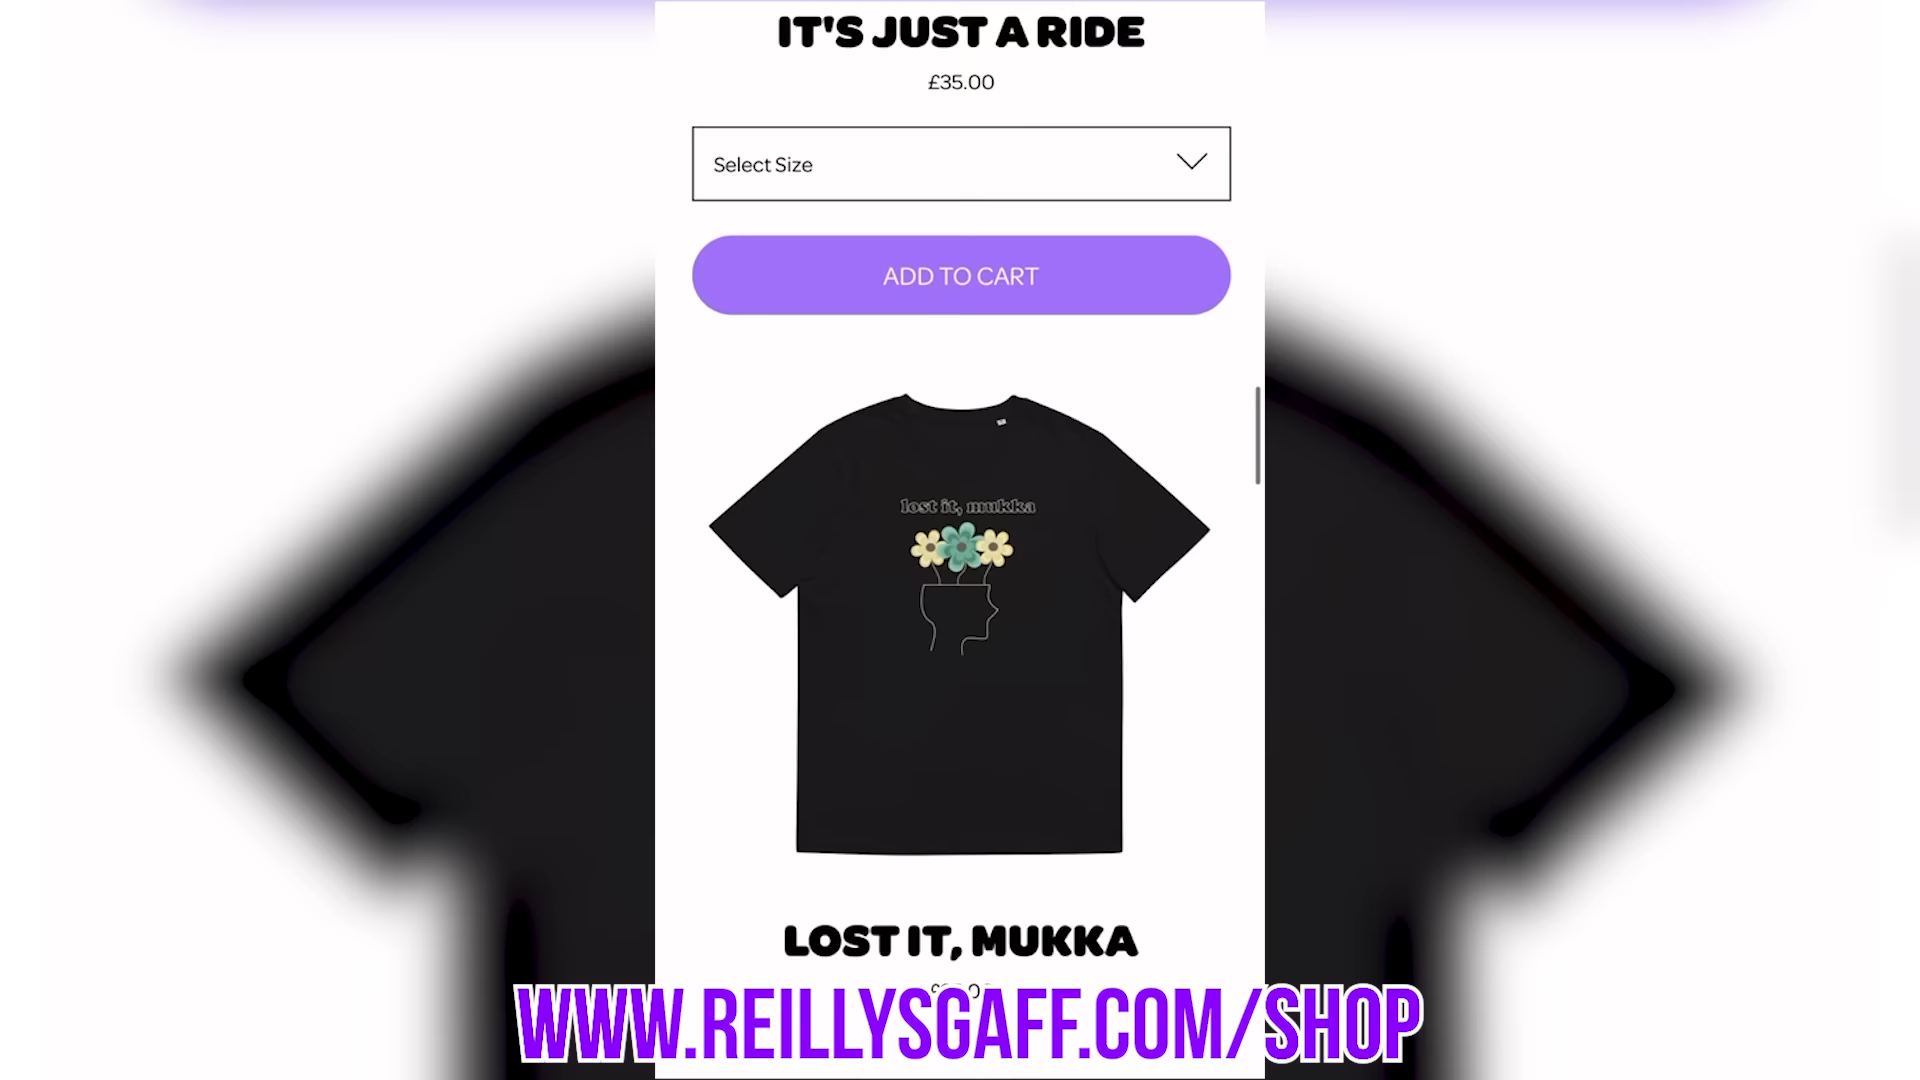 IT'S JUST A RIDE
£35.00
Select Size
ADD TO CART
lost it, mukka
LOST IT, MUKKA
WWW.REILLYSGAFF.COM/SHOP